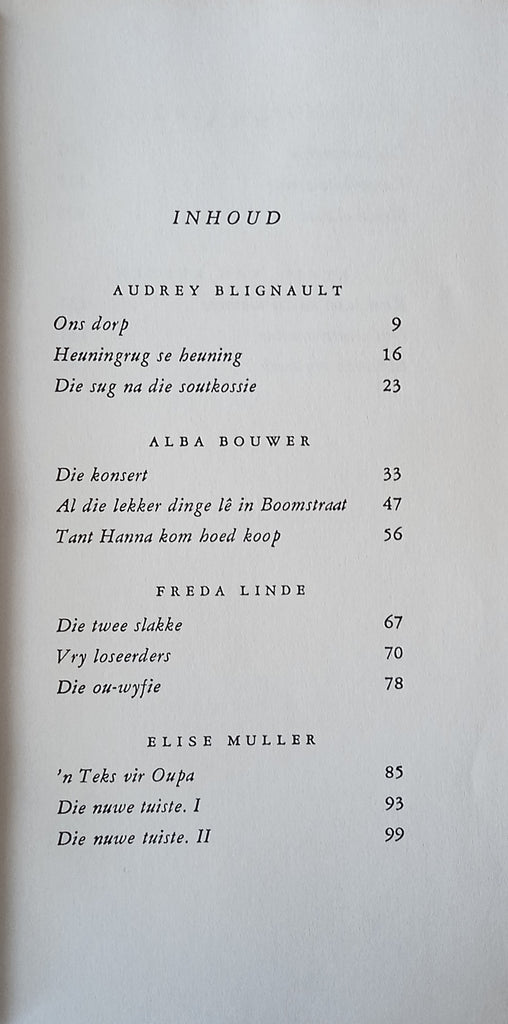 INHOUD
AUDREY BLIGNAULT
Ons dorp 9
Heuningrug se heuning 16
Die sug na die soutkossie 23
ALBA BOUWER
Die konsert 33
Al die lekker dinge lê in Boomstraat 47
Tant Hanna kom hoed koop 56
FREDA LINDE
Die twee slakke 67
Vry loseerders 70
Die ou-wyfie 78
ELISE MULLER
'n Teks vir Oupa 85
Die nuwe tuiste. I 93
Die nuwe tuiste. II 99